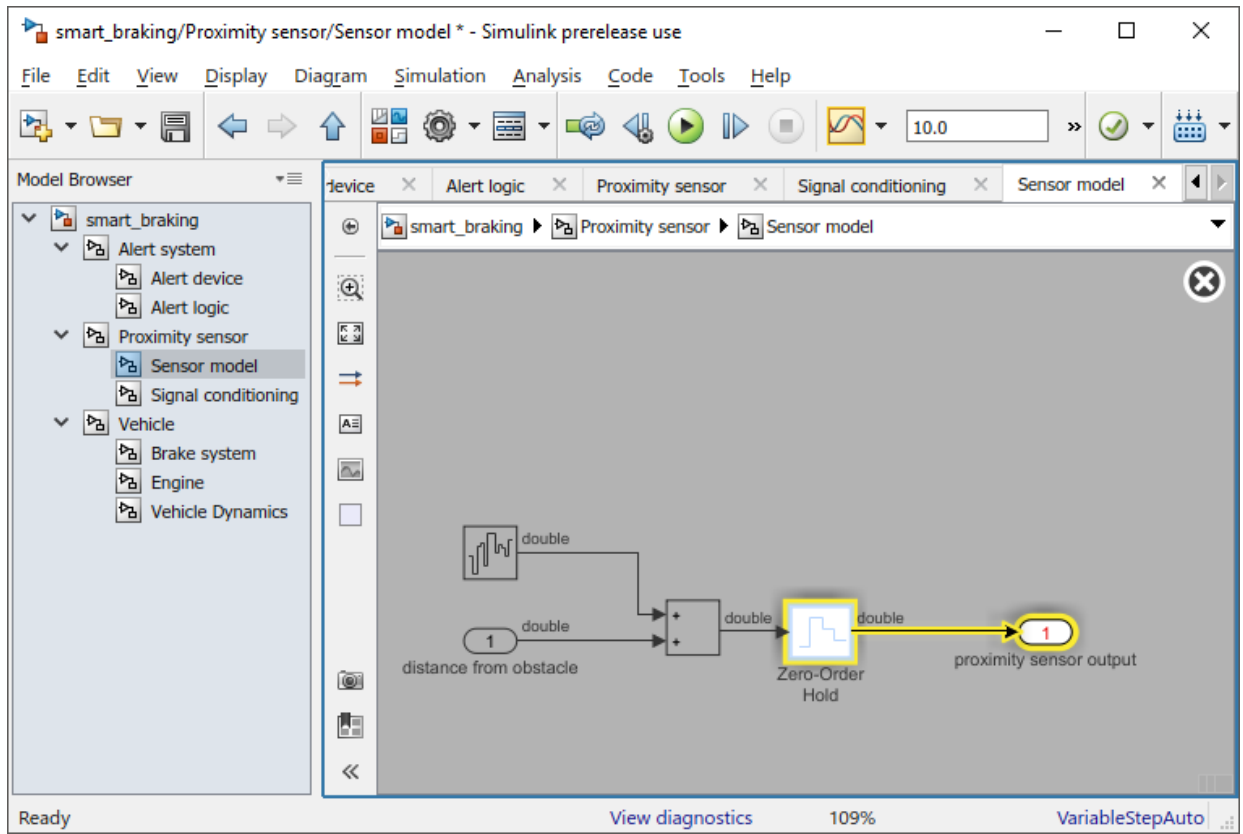 smart_braking/Proximity sensor/Sensor model * - Simulink prerelease use
File Edit View Display Diagram Simulation Analysis Code Tools Help
10.0
»
Model Browser
device
Alert logic
Proximity sensor
Signal conditioning
Sensor model
smart_braking
Alert system
Alert device
Alert logic
Proximity sensor
Sensor model
Signal conditioning
Vehicle
Brake system
Engine
Vehicle Dynamics
smart_braking Proximity sensor Sensor model
double
double
1
distance from obstacle
+
+
double
double
Zero-Order
Hold
1
proximity sensor output
Ready
View diagnostics
109%
VariableStepAuto